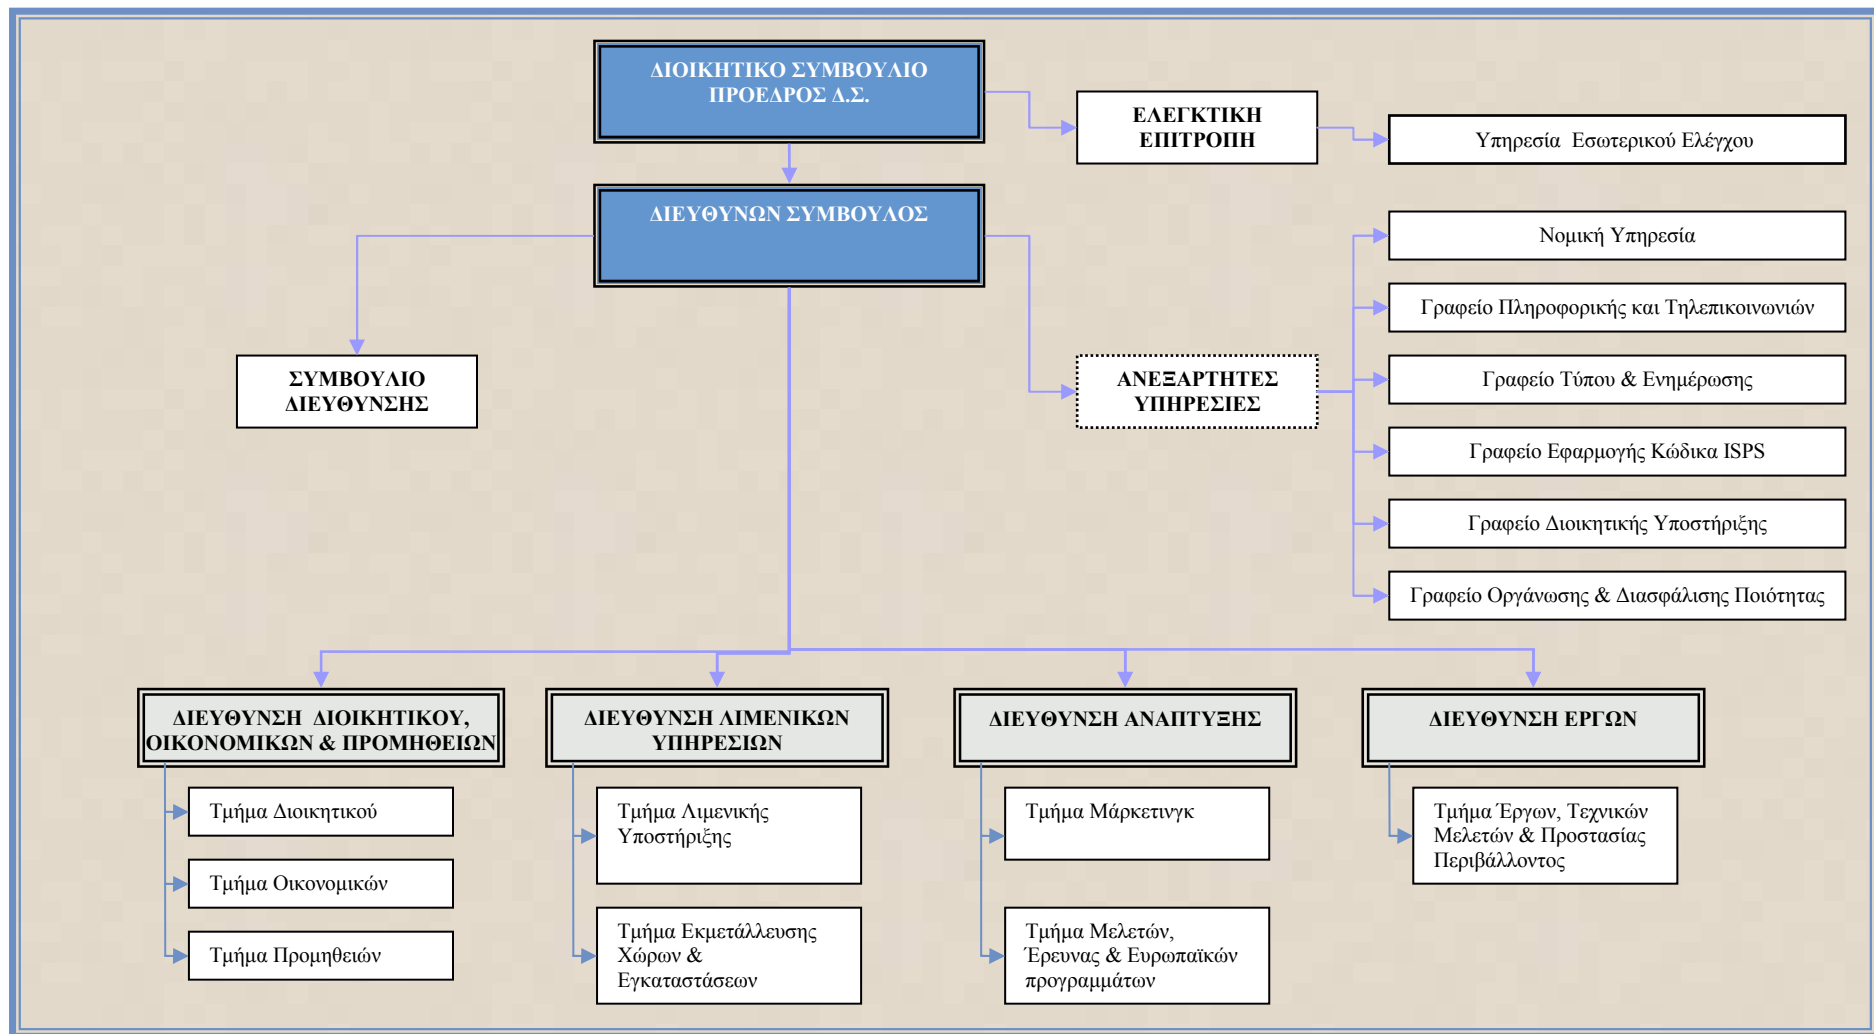 ΔΙΟΙΚΗΤΙΚΟ ΣΥΜΒΟΥΛΙΟ
ΠΡΟΕΔΡΟΣ Δ.Σ.
ΕΛΕΓΚΤΙΚΗ
ΕΠΙΤΡΟΠΗ
Υπηρεσία Εσωτερικού Ελέγχου
ΔΙΕΥΘΥΝΩΝ ΣΥΜΒΟΥΛΟΣ
Νομική Υπηρεσία
Γραφείο Πληροφορικής και Τηλεπικοινωνιών
ΣΥΜΒΟΥΛΙΟ
ΔΙΕΥΘΥΝΣΗΣ
ΑΝΕΞΑΡΤΗΤΕΣ
ΥΠΗΡΕΣΙΕΣ
Γραφείο Τύπου & Ενημέρωσης
Γραφείο Εφαρμογής Κώδικα ISPS
Γραφείο Διοικητικής Υποστήριξης
Γραφείο Οργάνωσης & Διασφάλισης Ποιότητας
ΔΙΕΥΘΥΝΣΗ ΔΙΟΙΚΗΤΙΚΟΥ,
ΟΙΚΟΝΟΜΙΚΩΝ & ΠΡΟΜΗΘΕΙΩΝ
Τμήμα Διοικητικού
Τμήμα Οικονομικών
Τμήμα Προμηθειών
ΔΙΕΥΘΥΝΣΗ ΛΙΜΕΝΙΚΩΝ
ΥΠΗΡΕΣΙΩΝ
Τμήμα Λιμενικής
Υποστήριξης
Τμήμα Εκμετάλλευσης
Χώρων &
Εγκαταστάσεων
ΔΙΕΥΘΥΝΣΗ ΑΝΑΠΤΥΞΗΣ
Τμήμα Μάρκετινγκ
Τμήμα Μελετών,
Έρευνας & Ευρωπαϊκών
προγραμμάτων
ΔΙΕΥΘΥΝΣΗ ΕΡΓΩΝ
Τμήμα Έργων, Τεχνικών
Μελετών & Προστασίας
Περιβάλλοντος